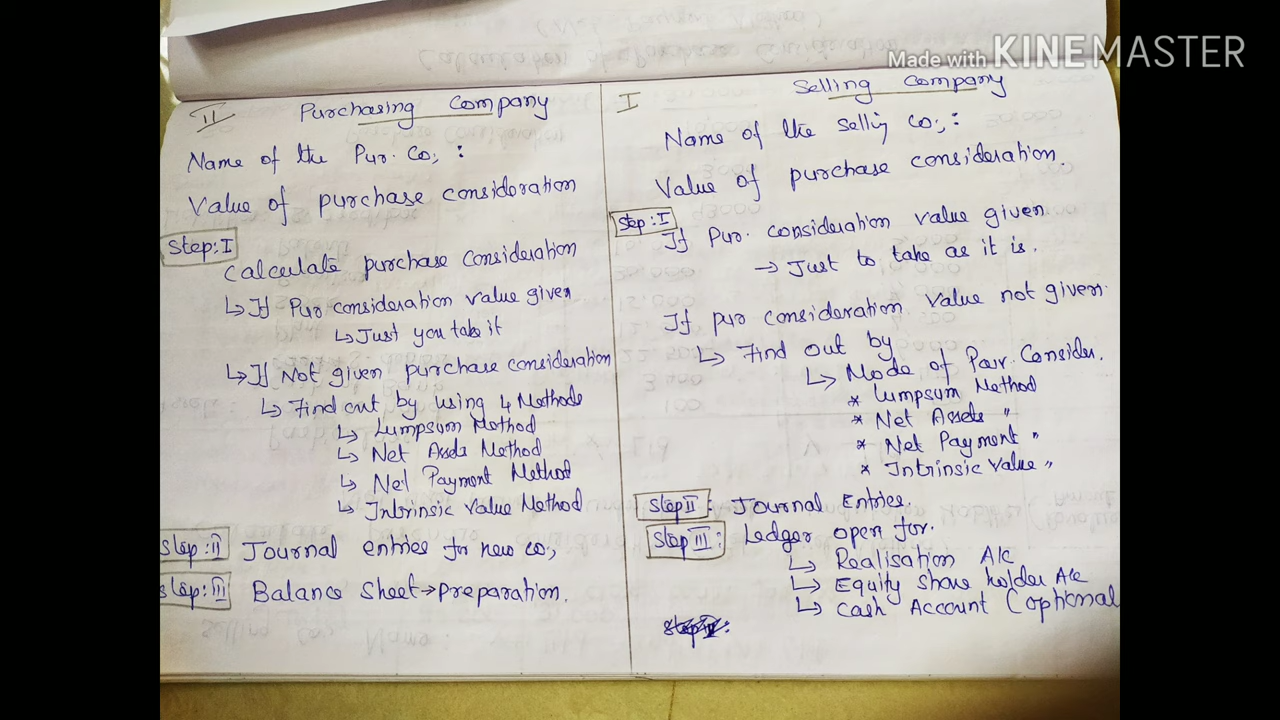 Made with KINEMASTER
II Purchasing Company
Name of the Pur. Co, :
Value of purchase consideration
Step:I
Calculate purchase consideration
↳ If Pur consideration value given
↳ Just you take it
↳ If Not given purchase consideration
↳ Find out by using 4 Methods
↳ Lumpsum Method
↳ Net Assets Method
↳ Net Payment Method
↳ Intrinsic Value Method
Step:II Journal entries for new co,
Step:III Balance Sheet → Preparation.
I Selling Company
Name of the Selling Co; :
Value of purchase consideration.
Step:I
If Pur. consideration value given
→ Just to take as it is.
If pur consideration value not given.
↳ Find out by
↳ Mode of Pur. Consider.
* Lumpsum Method
* Net Assets "
* Net Payment "
* Intrinsic Value "
Step II : Journal Entries.
Step III : Ledger open for.
↳ Realisation A/c
↳ Equity Share holder A/c
↳ Cash Account (optional